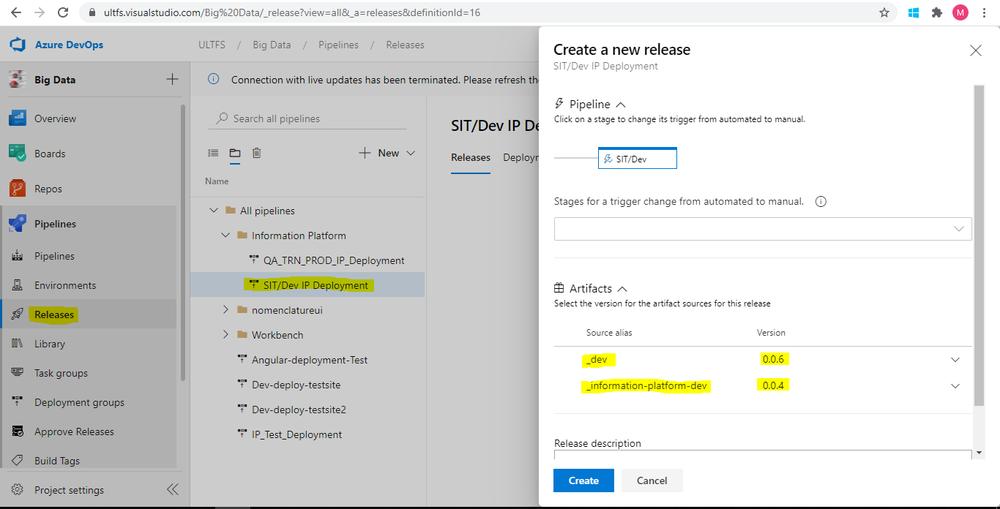 ultfs.visualstudio.com/Big%20Data/_release?view=all&_a=releases&definitionId=16
M
Azure DevOps
ULTFS / Big Data / Pipelines / Releases
Big Data
Overview
Boards
Repos
Pipelines
Pipelines
Environments
Releases
Library
Task groups
Deployment groups
Approve Releases
Build Tags
Project settings
Connection with live updates has been terminated. Please refresh the
Search all pipelines
New
Name
All pipelines
Information Platform
QA_TRN_PROD_IP_Deployment
SIT/Dev IP Deployment
nomenclatureui
Workbench
Angular-deployment-Test
Dev-deploy-testsite
Dev-deploy-testsite2
IP_Test_Deployment
SIT/Dev IP De
Releases Deployr
Create a new release
SIT/Dev IP Deployment
Pipeline
Click on a stage to change its trigger from automated to manual.
SIT/Dev
Stages for a trigger change from automated to manual.
Artifacts
Select the version for the artifact sources for this release
Source alias Version
_dev 0.0.6
_information-platform-dev 0.0.4
Release description
Create Cancel